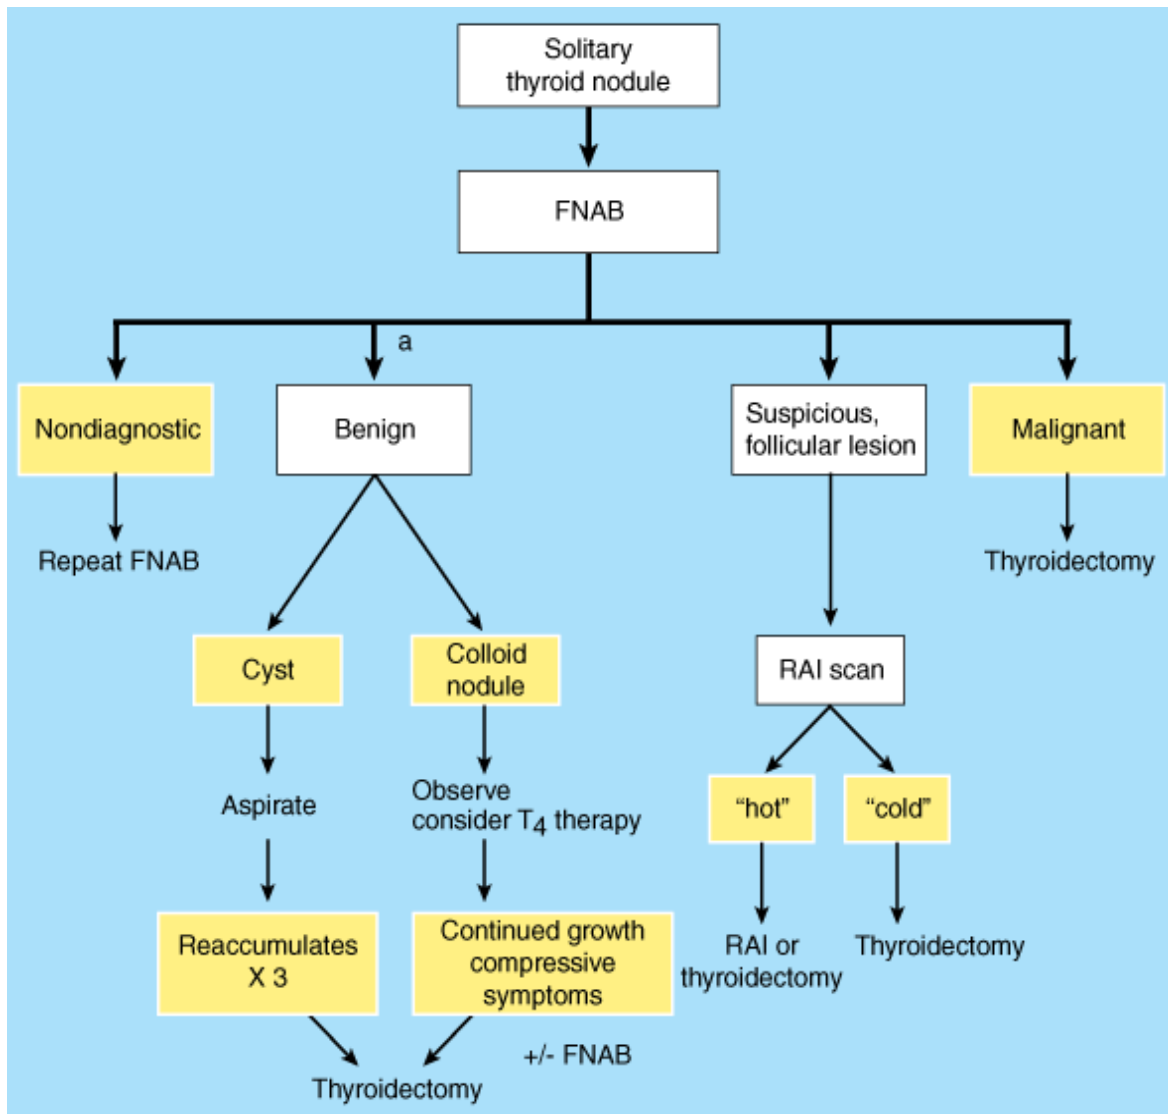 Solitary
thyroid nodule
FNAB
a
Nondiagnostic
Benign
Suspicious,
follicular lesion
Malignant
Repeat FNAB
Thyroidectomy
Cyst
Colloid
nodule
RAI scan
Aspirate
Observe
consider T4 therapy
“hot”
“cold”
Reaccumulates
X 3
Continued growth
compressive
symptoms
RAI or
thyroidectomy
Thyroidectomy
+/- FNAB
Thyroidectomy